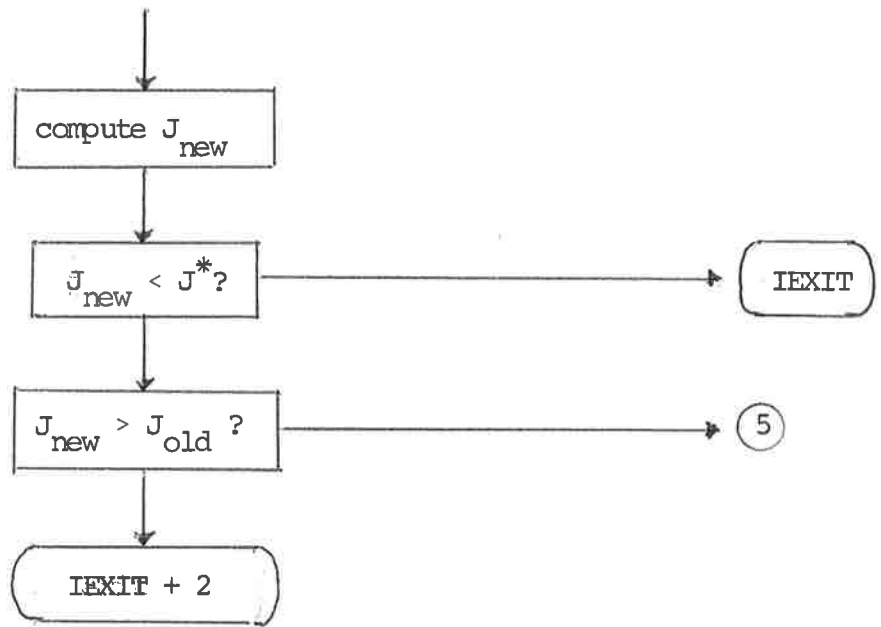 compute J_new
J_new < J*?
IEXIT
J_new > J_old ?
5
IEXIT + 2